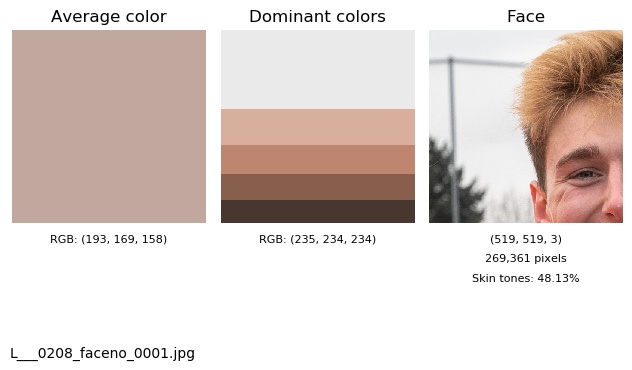 Average color
Dominant colors
Face
RGB: (193, 169, 158)
RGB: (235, 234, 234)
(519, 519, 3)
269,361 pixels
Skin tones: 48.13%
L___0208_faceno_0001.jpg